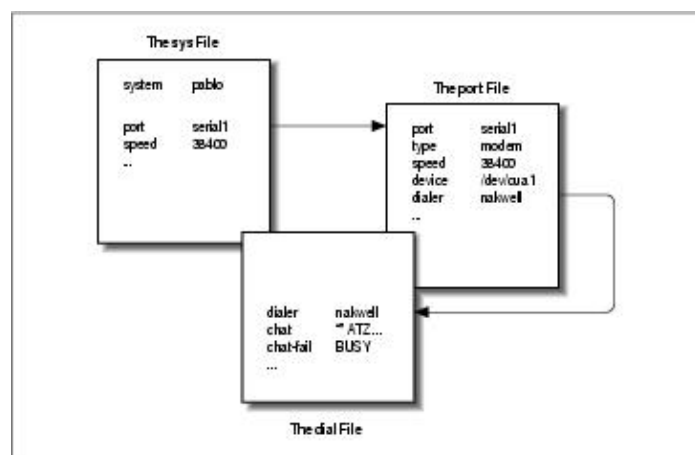 The sys File
system pablo
port serial1
speed 38400
...
The port File
port serial1
type modem
speed 38400
device /dev/cua1
dialer nakwell
...
dialer nakwell
chat "" ATZ...
chat-fail BUSY
...
The dial File